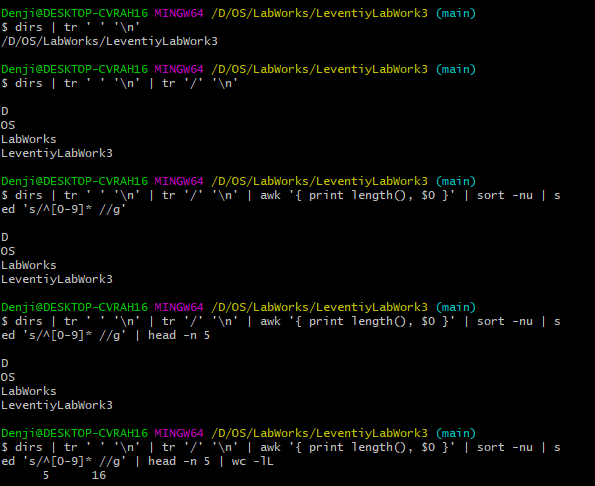 Denji@DESKTOP-CVRAH16 MINGW64 /D/OS/LabWorks/LeventiyLabWork3 (main)
$ dirs | tr ' ' '\n'
/D/OS/LabWorks/LeventiyLabWork3
Denji@DESKTOP-CVRAH16 MINGW64 /D/OS/LabWorks/LeventiyLabWork3 (main)
$ dirs | tr ' ' '\n' | tr '/' '\n'
D
OS
LabWorks
LeventiyLabWork3
Denji@DESKTOP-CVRAH16 MINGW64 /D/OS/LabWorks/LeventiyLabWork3 (main)
$ dirs | tr ' ' '\n' | tr '/' '\n' | awk '{ print length(), $0 }' | sort -nu | s
ed 's/^[0-9]* //g'
D
OS
LabWorks
LeventiyLabWork3
Denji@DESKTOP-CVRAH16 MINGW64 /D/OS/LabWorks/LeventiyLabWork3 (main)
$ dirs | tr ' ' '\n' | tr '/' '\n' | awk '{ print length(), $0 }' | sort -nu | s
ed 's/^[0-9]* //g' | head -n 5
D
OS
LabWorks
LeventiyLabWork3
Denji@DESKTOP-CVRAH16 MINGW64 /D/OS/LabWorks/LeventiyLabWork3 (main)
$ dirs | tr ' ' '\n' | tr '/' '\n' | awk '{ print length(), $0 }' | sort -nu | s
ed 's/^[0-9]* //g' | head -n 5 | wc -lL
5 16